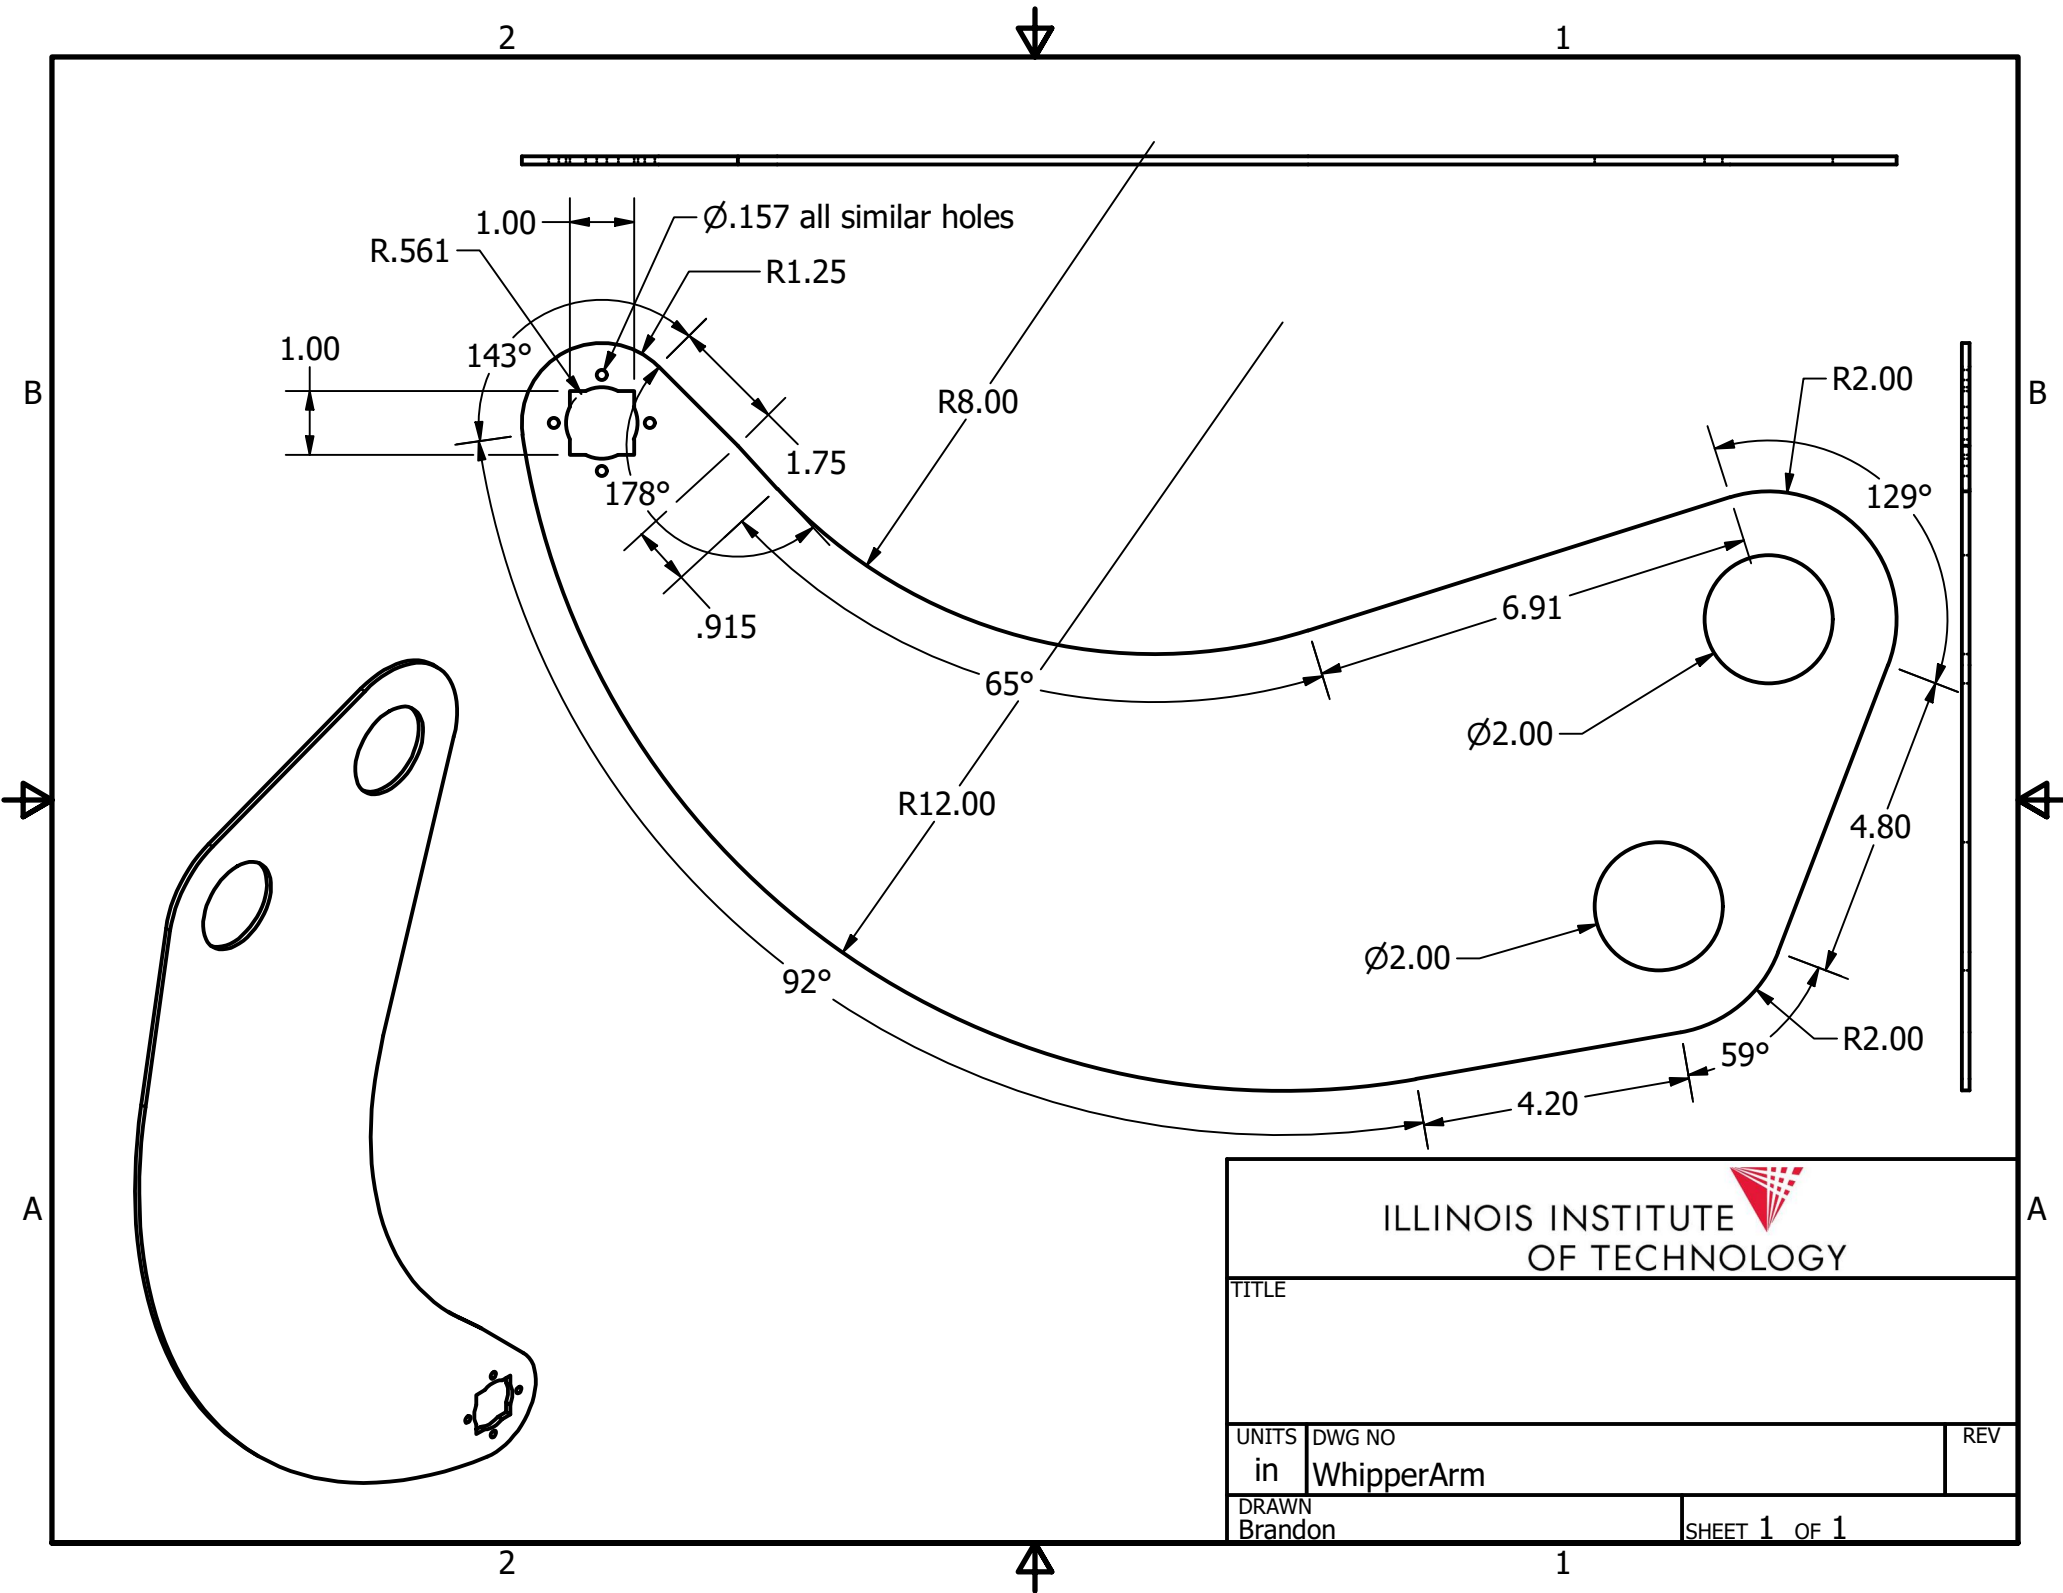 2
1
Ø.157 all similar holes
1.00
R.561
R1.25
1.00
143°
B
B
R8.00
R2.00
1.75
178°
129°
6.91
.915
65°
Ø2.00
R12.00
4.80
Ø2.00
92°
R2.00
59°
4.20
A
A
ILLINOIS INSTITUTE
OF TECHNOLOGY
TITLE
UNITS
in
DWG NO
WhipperArm
REV
DRAWN
Brandon
SHEET 1 OF 1
2
1